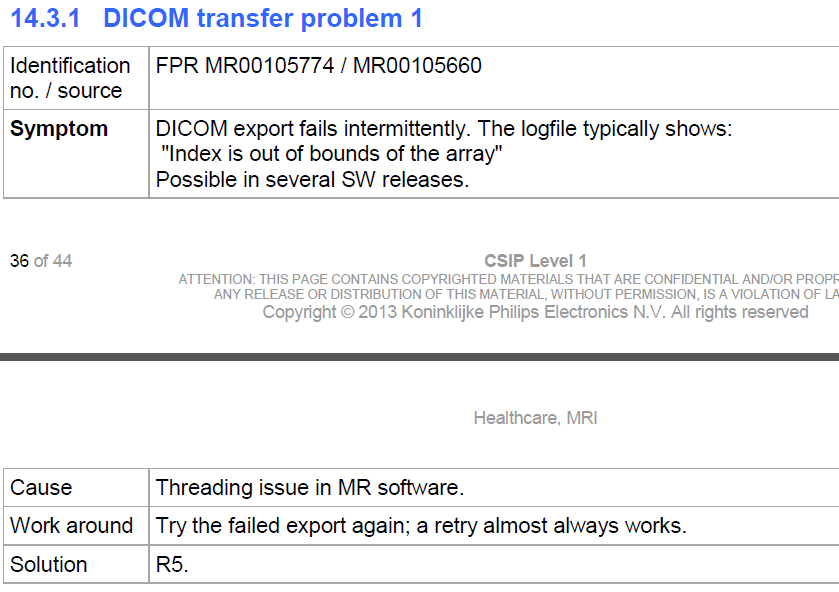 14.3.1 DICOM transfer problem 1
Identification no. / source
FPR MR00105774 / MR00105660
Symptom
DICOM export fails intermittently. The logfile typically shows:
"Index is out of bounds of the array"
Possible in several SW releases.
36 of 44
CSIP Level 1
ATTENTION: THIS PAGE CONTAINS COPYRIGHTED MATERIALS THAT ARE CONFIDENTIAL AND/OR PROPR
ANY RELEASE OR DISTRIBUTION OF THIS MATERIAL, WITHOUT PERMISSION, IS A VIOLATION OF LA
Copyright © 2013 Koninklijke Philips Electronics N.V. All rights reserved
Healthcare, MRI
Cause
Threading issue in MR software.
Work around
Try the failed export again; a retry almost always works.
Solution
R5.